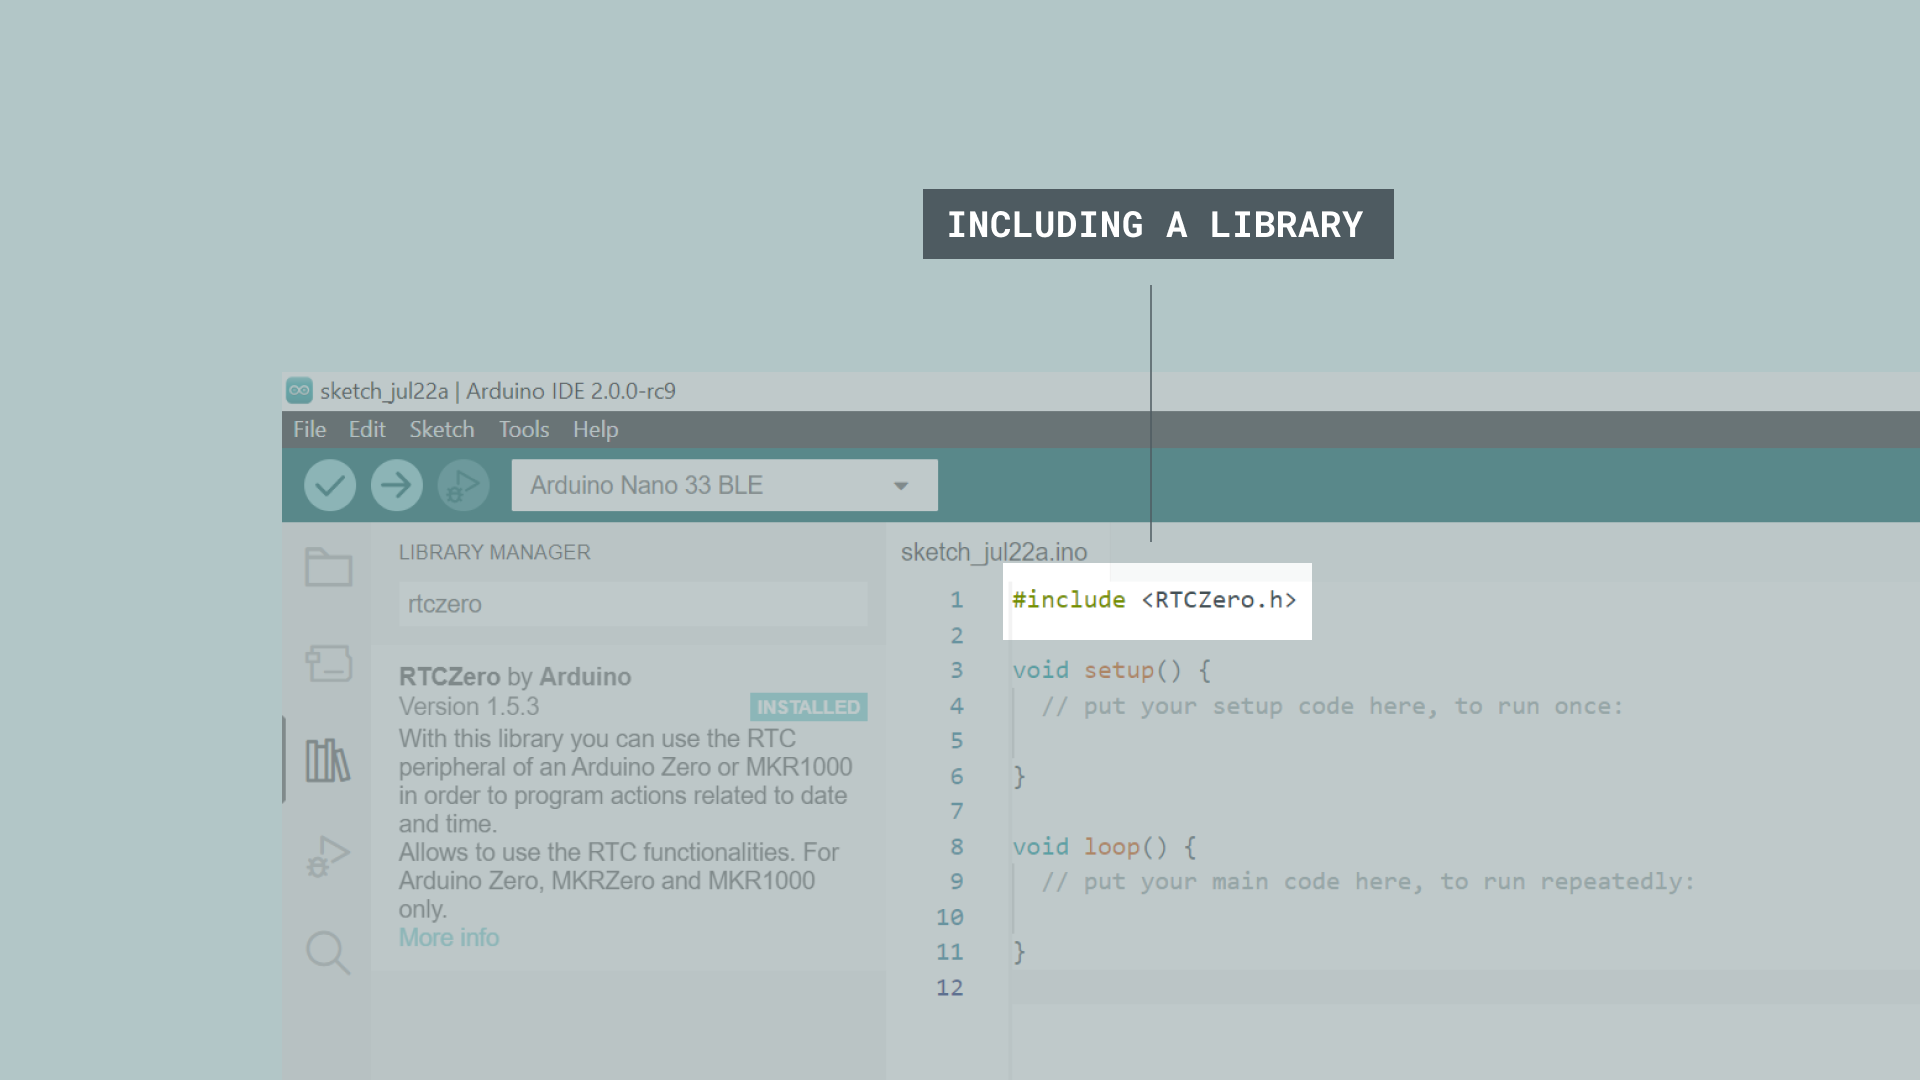 INCLUDING A LIBRARY
sketch_jul22a | Arduino IDE 2.0.0-rc9
File Edit Sketch Tools Help
Arduino Nano 33 BLE
LIBRARY MANAGER
rtczero
RTCZero by Arduino
Version 1.5.3 INSTALLED
With this library you can use the RTC
peripheral of an Arduino Zero or MKR1000
in order to program actions related to date
and time.
Allows to use the RTC functionalities. For
Arduino Zero, MKRZero and MKR1000
only.
More info
sketch_jul22a.ino
1 #include <RTCZero.h>
2
3 void setup() {
4 // put your setup code here, to run once:
5
6 }
7
8 void loop() {
9 // put your main code here, to run repeatedly:
10
11 }
12